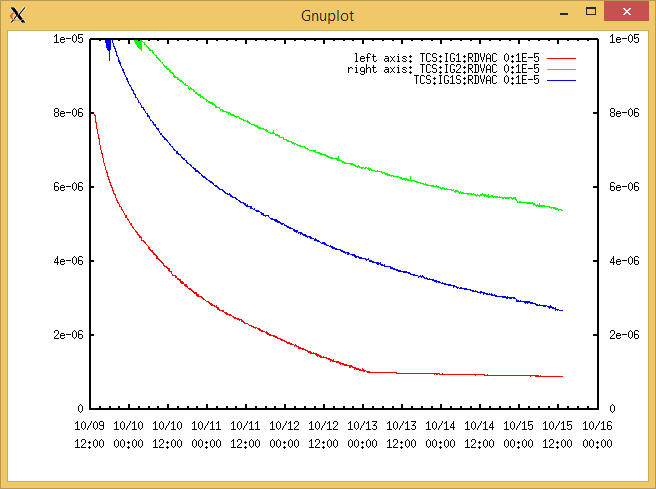 Gnuplot
1e-05 1e-05
left axis: TCS:IG1:RDVAC 0:1E-5
right axis: TCS:IG2:RDVAC 0:1E-5
TCS:IG1S:RDVAC 0:1E-5
8e-06 8e-06
6e-06 6e-06
4e-06 4e-06
2e-06 2e-06
0 0
10/09 10/10 10/10 10/11 10/11 10/12 10/12 10/13 10/13 10/14 10/14 10/15 10/15 10/16
12:00 00:00 12:00 00:00 12:00 00:00 12:00 00:00 12:00 00:00 12:00 00:00 12:00 00:00